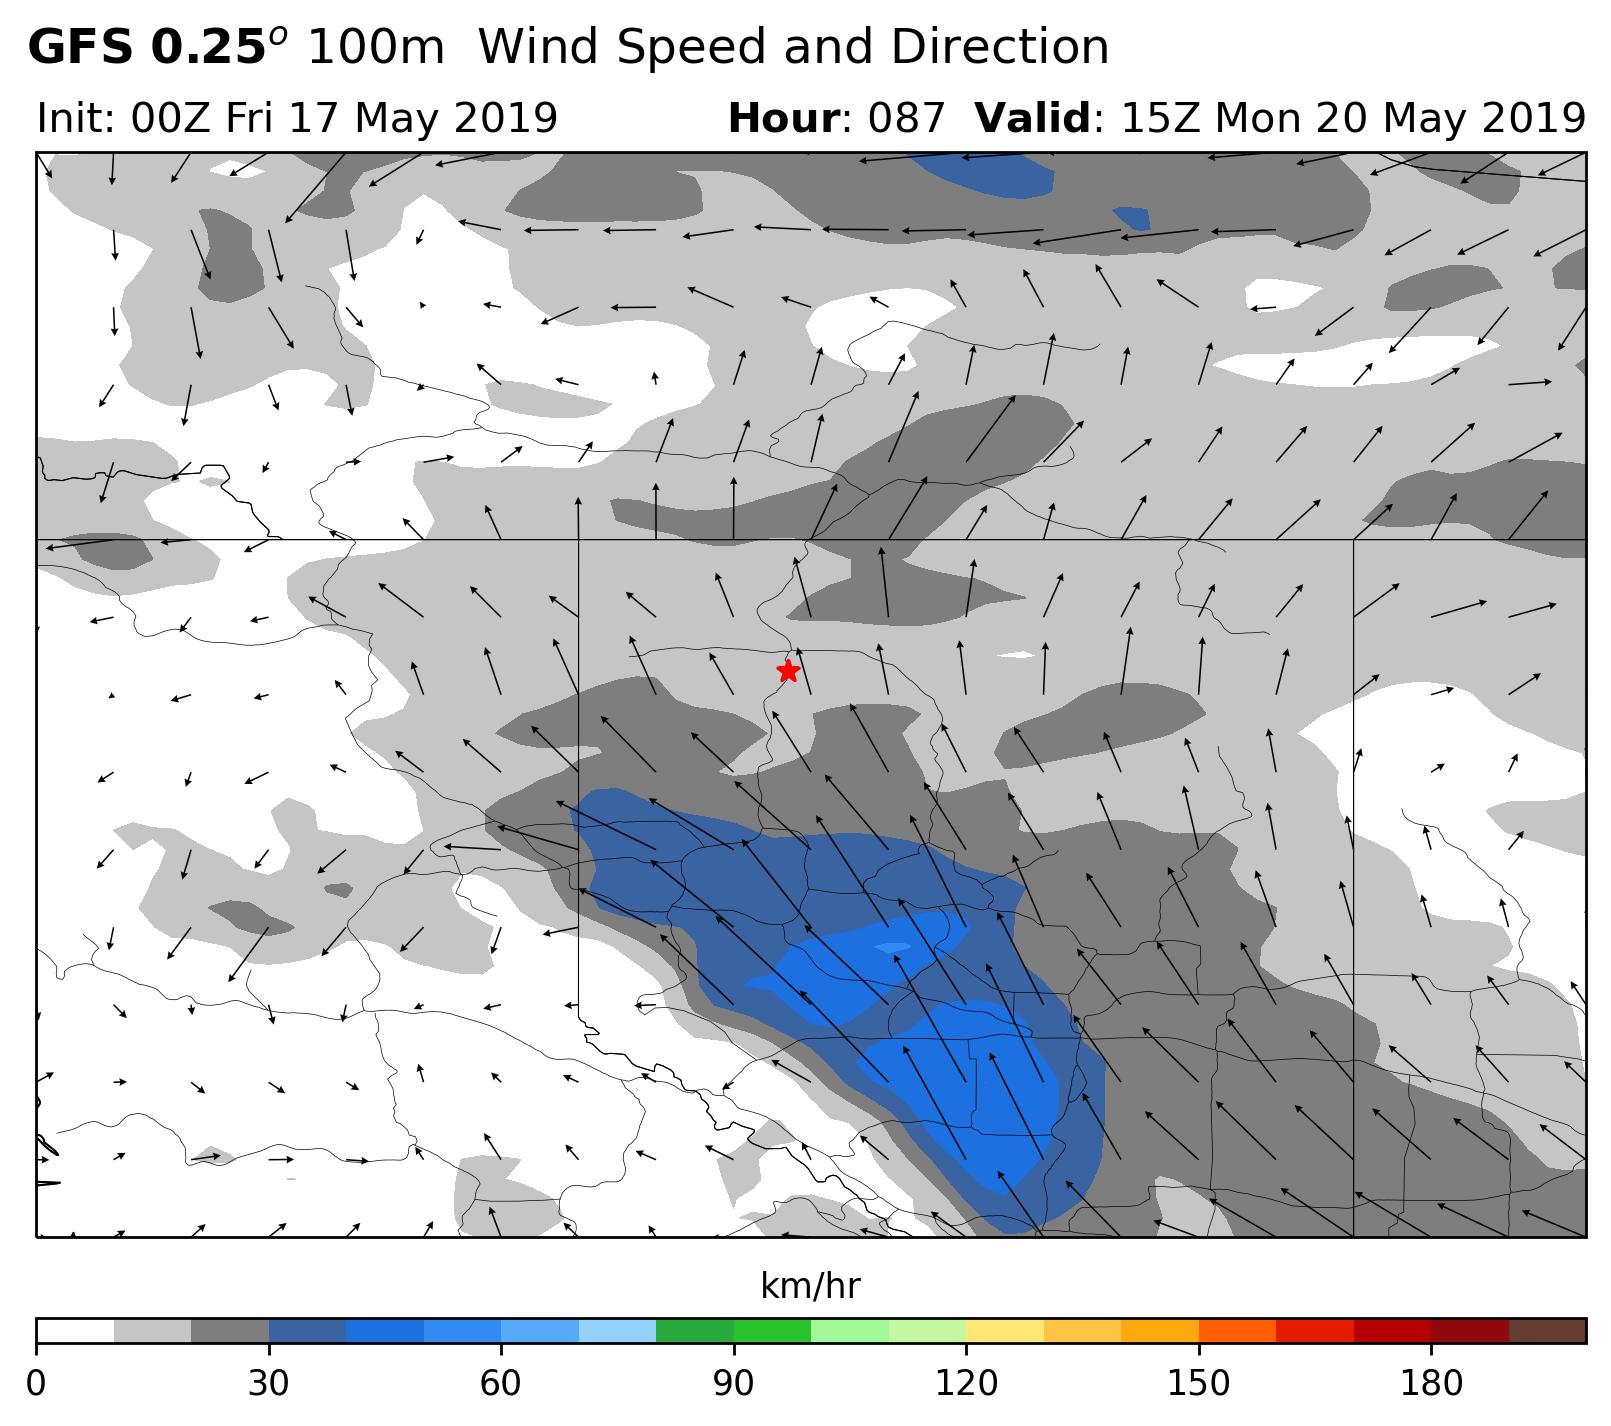 GFS 0.25° 100m Wind Speed and Direction
Init: 00Z Fri 17 May 2019 Hour: 087 Valid: 15Z Mon 20 May 2019
km/hr
0 30 60 90 120 150 180